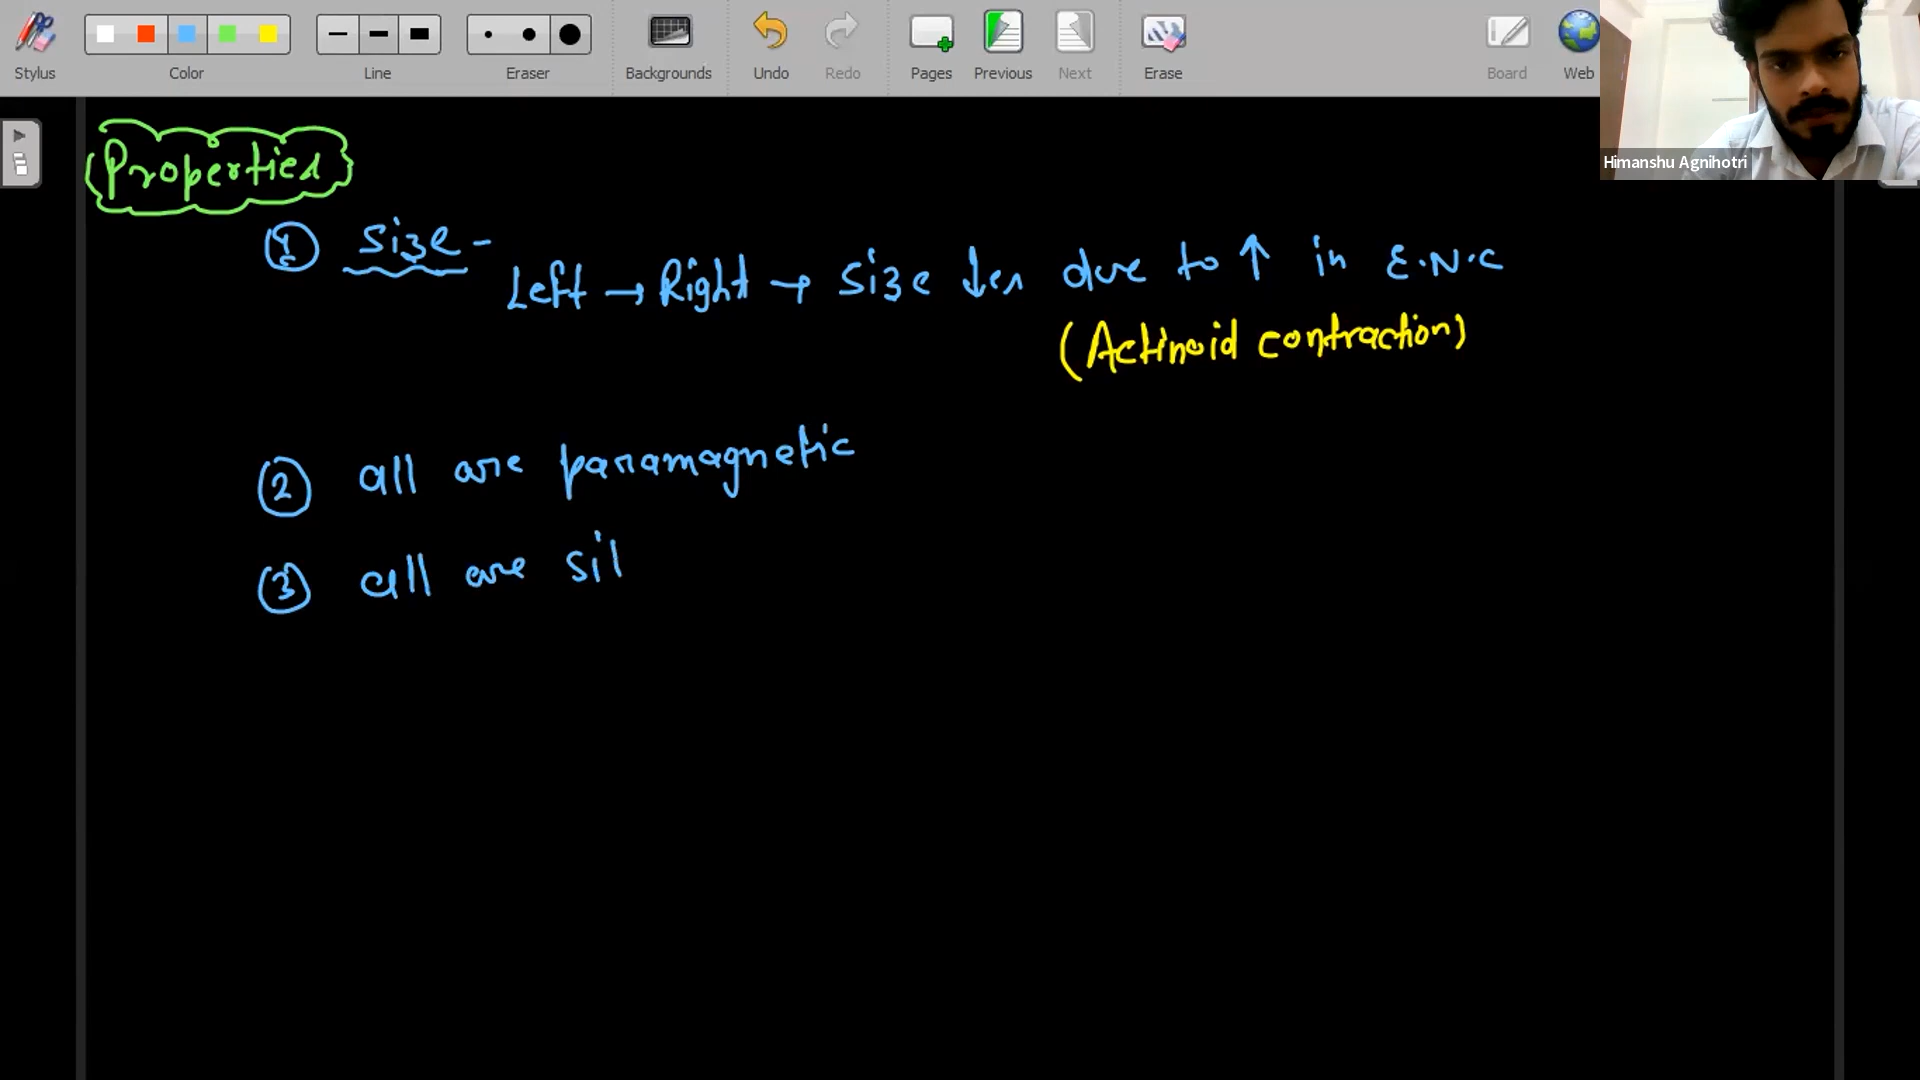 Stylus
Color
Line
Eraser
Backgrounds
Undo
Redo
Pages
Previous
Next
Erase
Board
Web
Himanshu Agnihotri
Properties
① Size -
Left → Right → Size ↓es due to ↑ in E.N.C
(Actinoid contraction)
② all are paramagnetic
③ all are sil